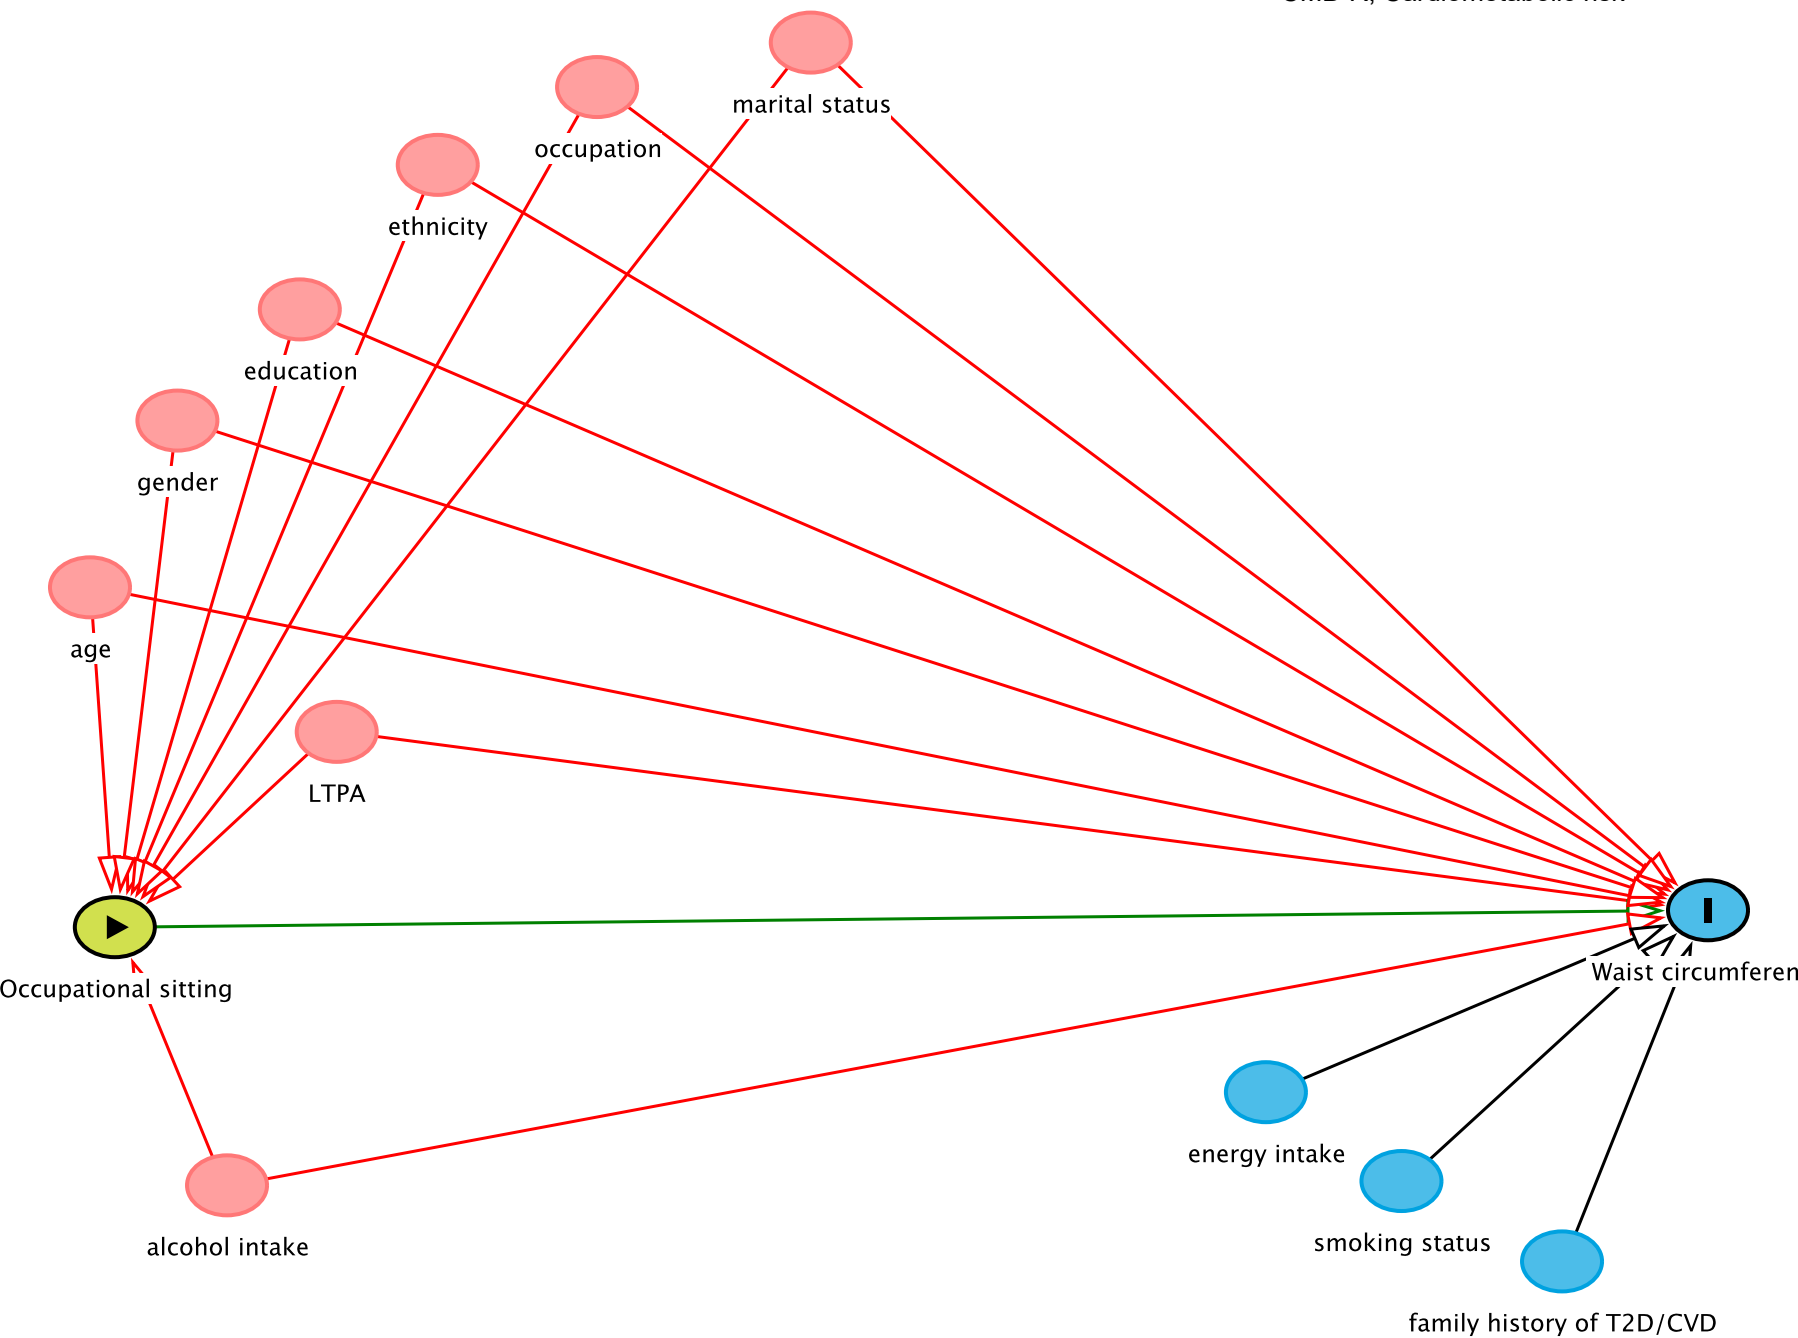 marital status
occupation
ethnicity
education
gender
age
LTPA
Occupational sitting
Waist circumferen
energy intake
smoking status
alcohol intake
family history of T2D/CVD